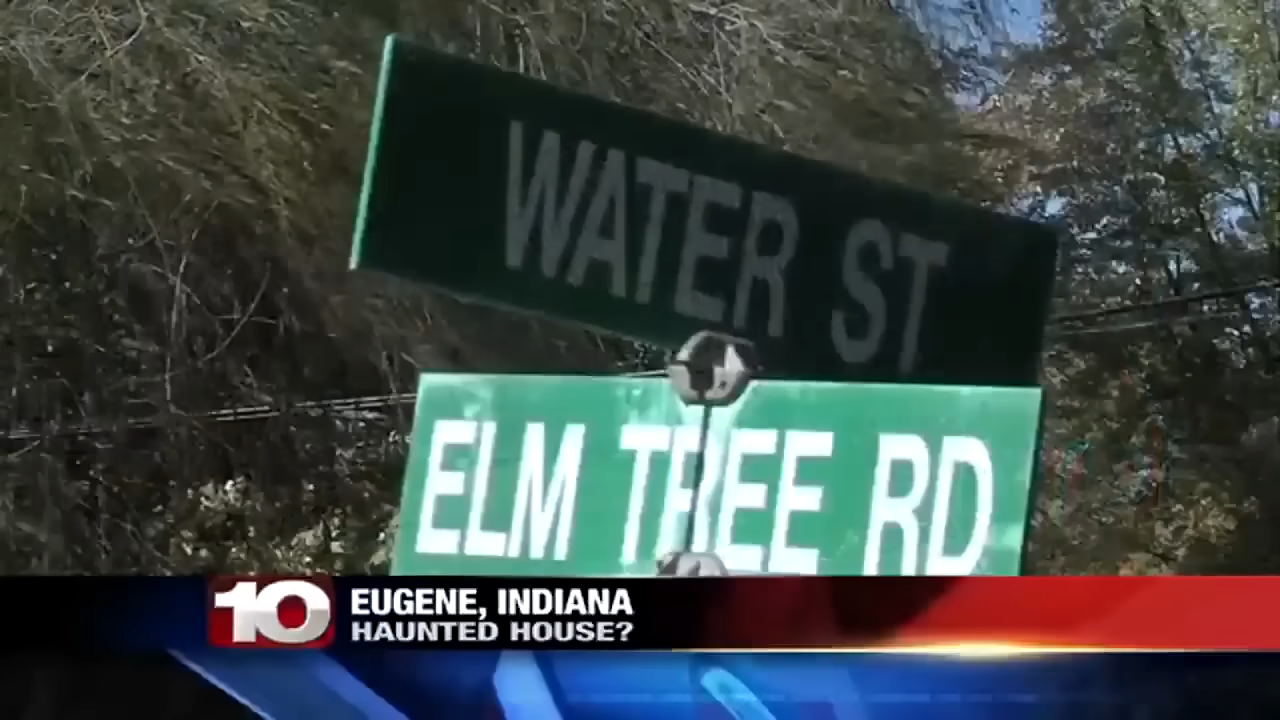 WATER ST
ELM TREE RD
10
EUGENE, INDIANA
HAUNTED HOUSE?